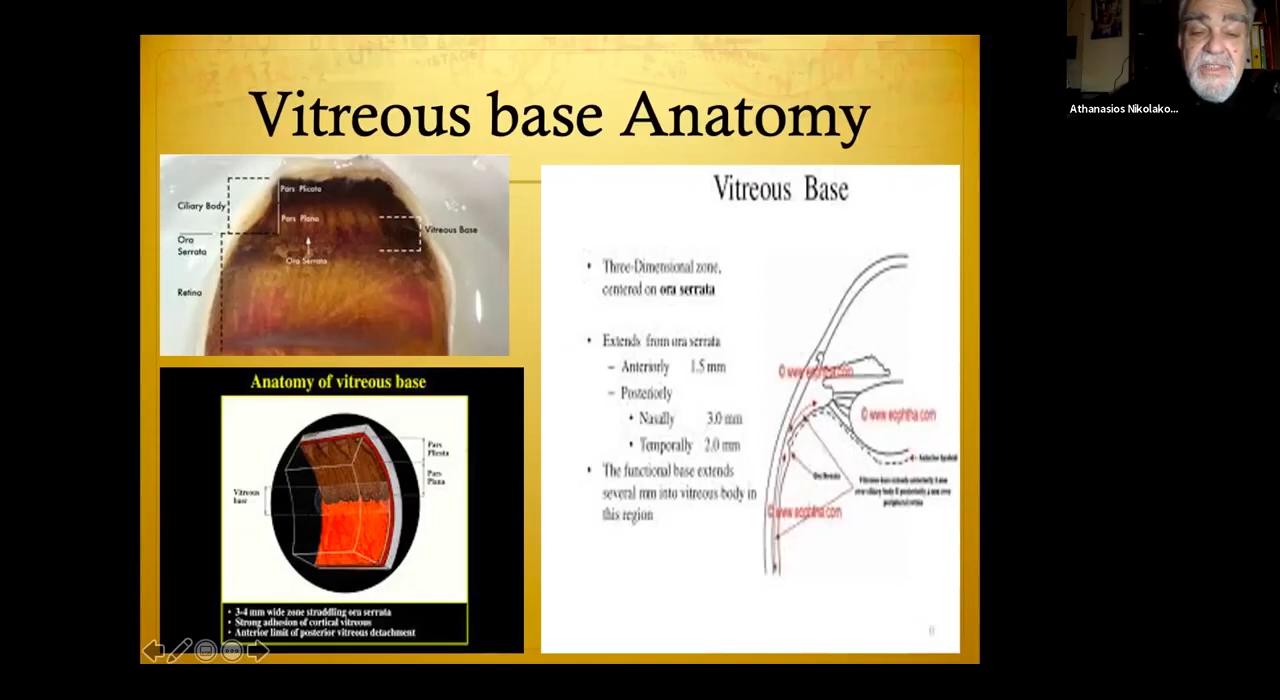 Vitreous base Anatomy
Pars Plicata
Ciliary Body
Pars Plana
Vitreous Base
Ora
Serrata
Ora Serrata
Retina
Anatomy of vitreous base
Pars
Plicata
Pars
Plana
Vitreous
base
• 3-4 mm wide zone straddling ora serrata
• Strong adhesion of cortical vitreous
• Anterior limit of posterior vitreous detachment
Vitreous Base
• Three-Dimensional zone,
centered on ora serrata
• Extends from ora serrata
– Anteriorly 1.5 mm
– Posteriorly
• Nasally 3.0 mm
• Temporally 2.0 mm
• The functional base extends
several mm into vitreous body in
this region
© www.eophtha.com
© www.eophtha.com
Ora Serrata
© www.eophtha.com
Athanasios Nikolako...